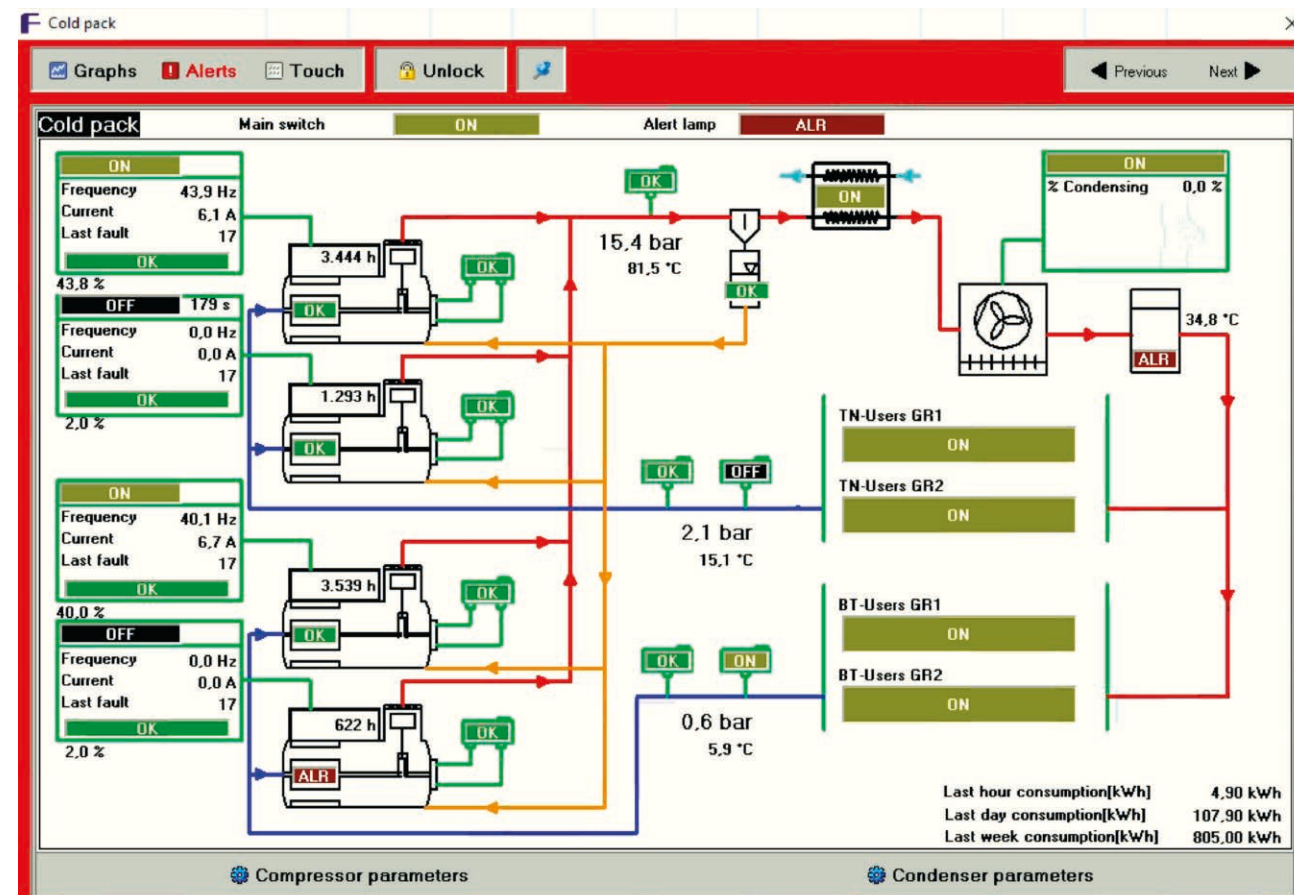 Cold pack
Graphs Alerts Touch Unlock Previous Next
Cold pack Main switch ON Alert lamp ALR
ON
Frequency 43,9 Hz
Current 6,1 A
Last fault 17
OK
43,8 %
OFF 179 s
Frequency 0,0 Hz
Current 0,0 A
Last fault 17
OK
2,0 %
ON
Frequency 40,1 Hz
Current 6,7 A
Last fault 17
OK
40,0 %
OFF
Frequency 0,0 Hz
Current 0,0 A
Last fault 17
OK
2,0 %
3.444 h
OK
OK
1.293 h
OK
OK
3.539 h
OK
OK
622 h
OK
ALR
OK
15,4 bar
81,5 °C
OK
ON
ON
% Condensing 0,0 %
34,8 °C
ALR
OK OFF
2,1 bar
15,1 °C
TN-Users GR1
ON
TN-Users GR2
ON
OK ON
0,6 bar
5,9 °C
BT-Users GR1
ON
BT-Users GR2
ON
Last hour consumption[kWh] 4,90 kWh
Last day consumption[kWh] 107,90 kWh
Last week consumption[kWh] 805,00 kWh
Compressor parameters Condenser parameters